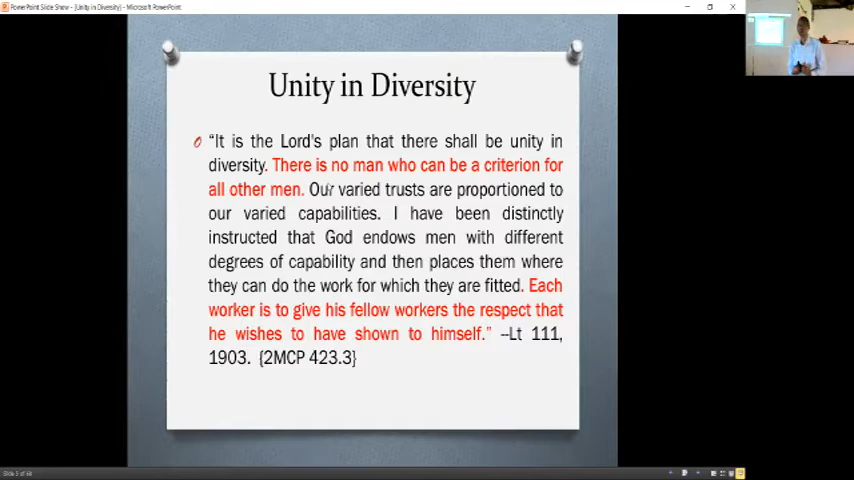 PowerPoint Slide Show - [Unity in Diversity] - Microsoft PowerPoint
Unity in Diversity
“It is the Lord's plan that there shall be unity in
diversity. There is no man who can be a criterion for
all other men. Our varied trusts are proportioned to
our varied capabilities. I have been distinctly
instructed that God endows men with different
degrees of capability and then places them where
they can do the work for which they are fitted. Each
worker is to give his fellow workers the respect that
he wishes to have shown to himself.” --Lt 111,
1903. {2MCP 423.3}